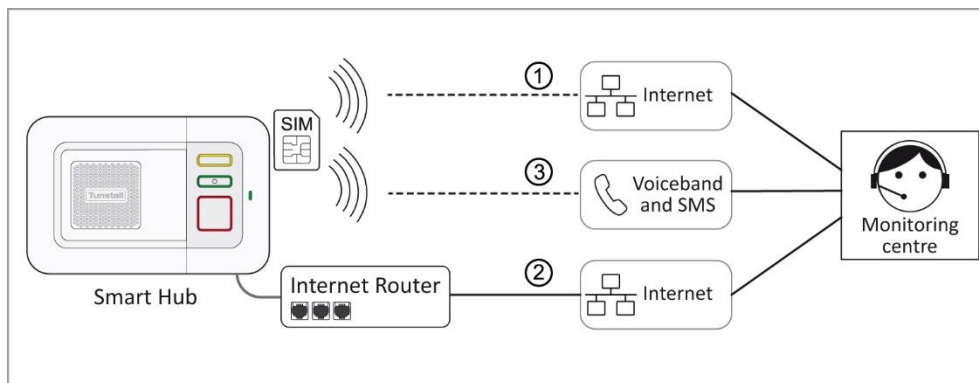 ①
Internet
SIM
Tunstall
③
Voiceband
and SMS
Monitoring
centre
②
Internet Router
Internet
Smart Hub